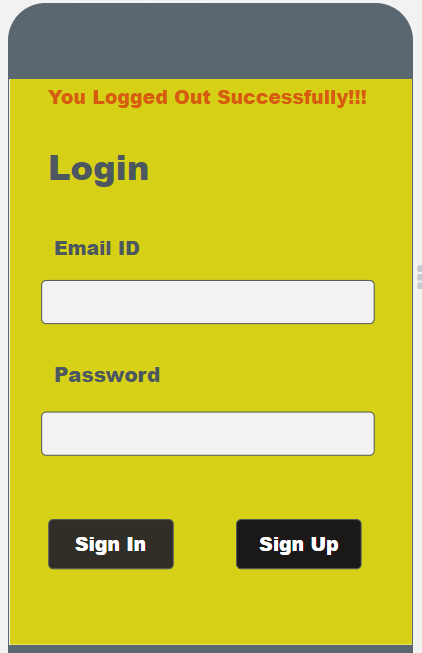 You Logged Out Successfully!!!
Login
Email ID
Password
Sign In Sign Up